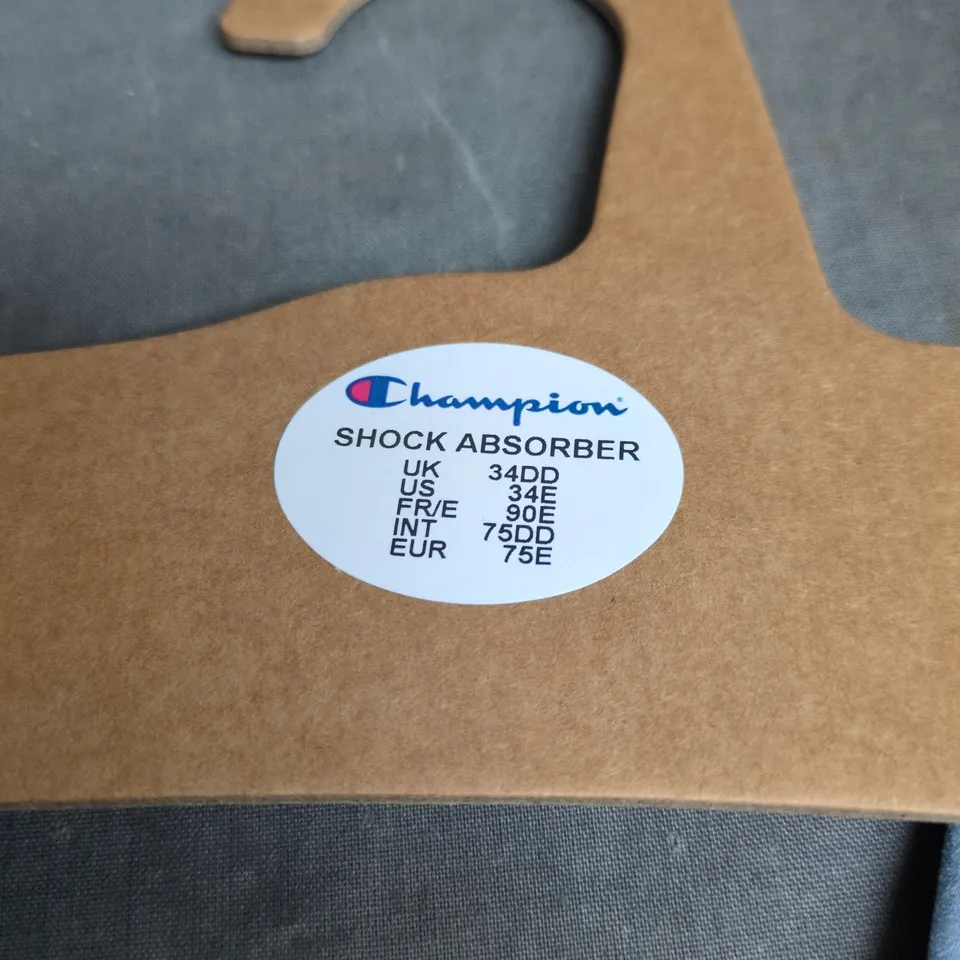 Champion
SHOCK ABSORBER
UK 34DD
US 34E
FR/E 90E
INT 75DD
EUR 75E